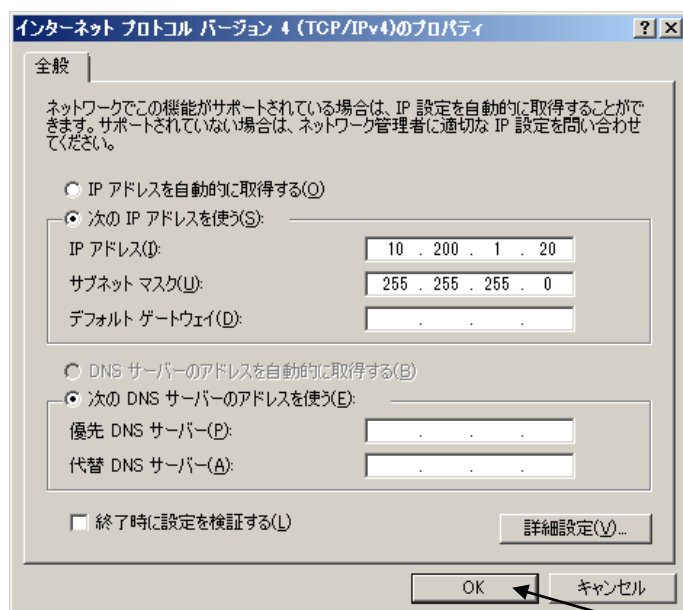 インターネット プロトコル バージョン 4 (TCP/IPv4)のプロパティ
全般
ネットワークでこの機能がサポートされている場合は、IP 設定を自動的に取得することがで
きます。サポートされていない場合は、ネットワーク管理者に適切な IP 設定を問い合わせ
てください。
IP アドレスを自動的に取得する(O)
次の IP アドレスを使う(S):
IP アドレス(I): 10 . 200 . 1 . 20
サブネット マスク(U): 255 . 255 . 255 . 0
デフォルト ゲートウェイ(D): . . .
DNS サーバーのアドレスを自動的に取得する(B)
次の DNS サーバーのアドレスを使う(E):
優先 DNS サーバー(P): . . .
代替 DNS サーバー(A): . . .
終了時に設定を検証する(L)
詳細設定(V)...
OK キャンセル